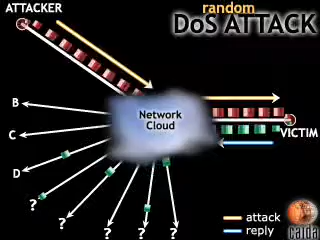 ATTACKER
random
DoS ATTACK
B
Network
Cloud
C
VICTIM
D
?
?
?
?
?
attack
reply
caida